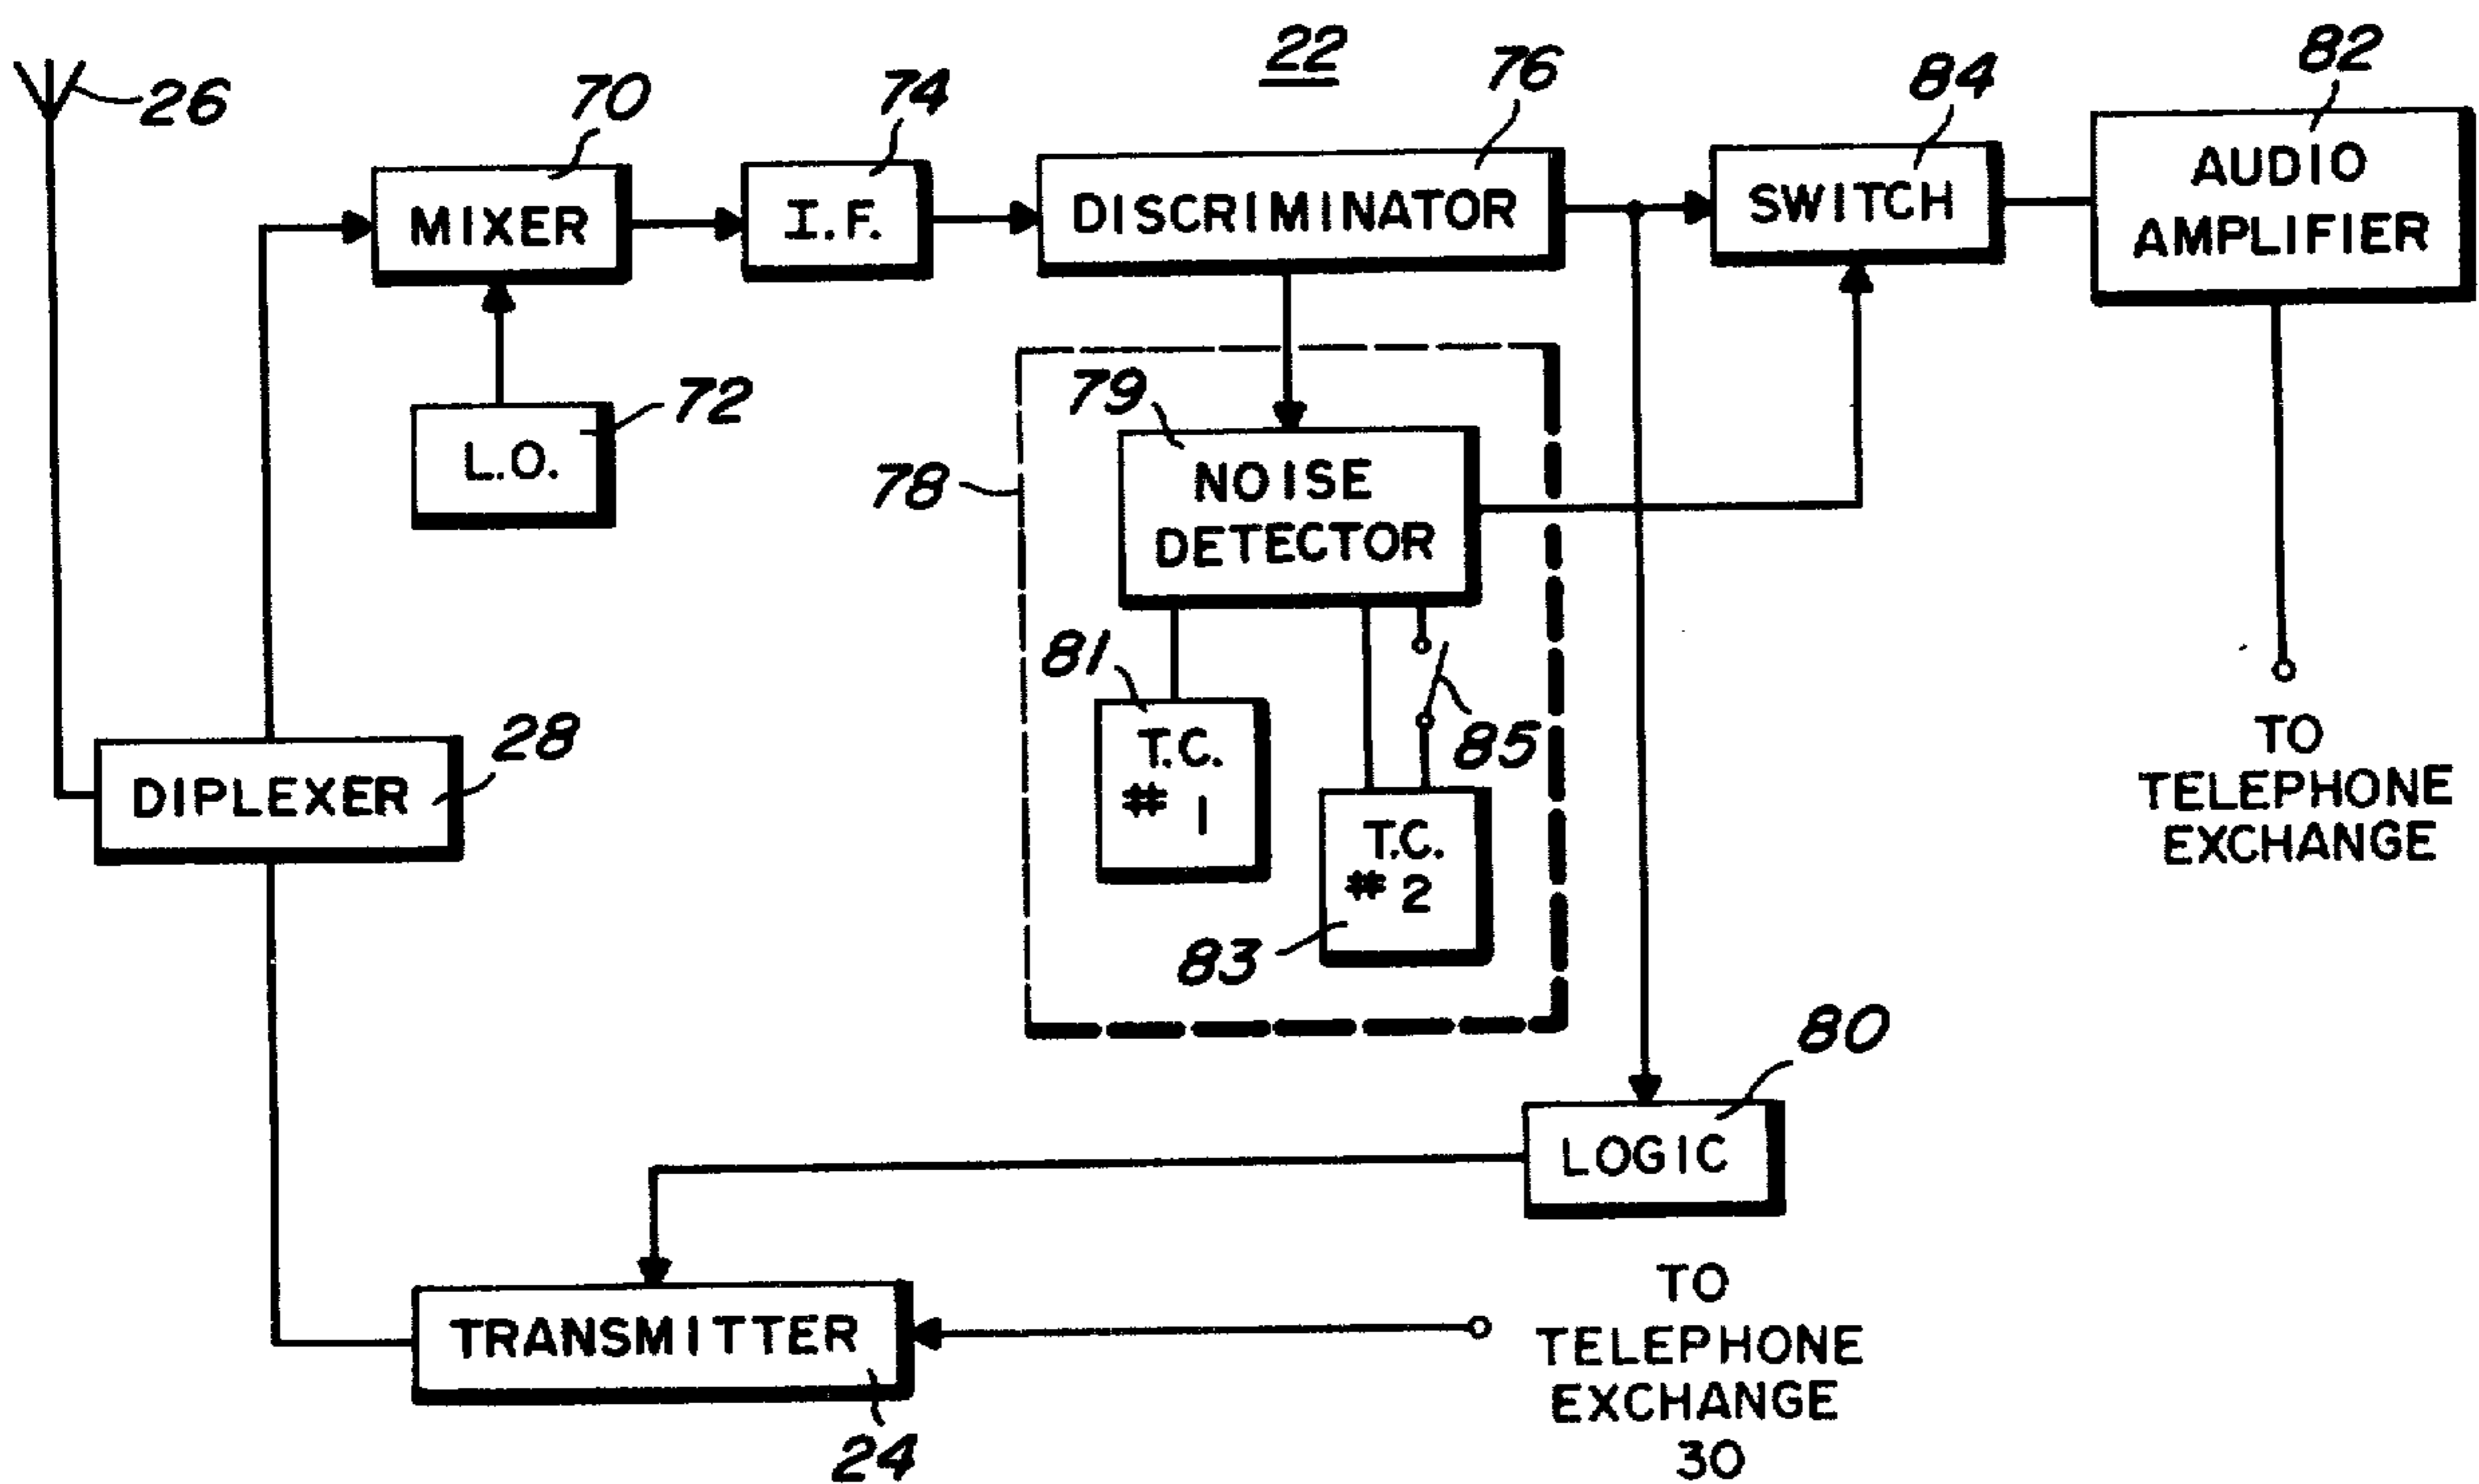 22
26
70
MIXER
74
I.F.
76
DISCRIMINATOR
84
SWITCH
82
AUDIO
AMPLIFIER
72
L.O.
78
79
NOISE
DETECTOR
81
T.C.
# 1
85
T.C.
# 2
83
TO
TELEPHONE
EXCHANGE
28
DIPLEXER
80
LOGIC
TRANSMITTER
24
TO
TELEPHONE
EXCHANGE
30